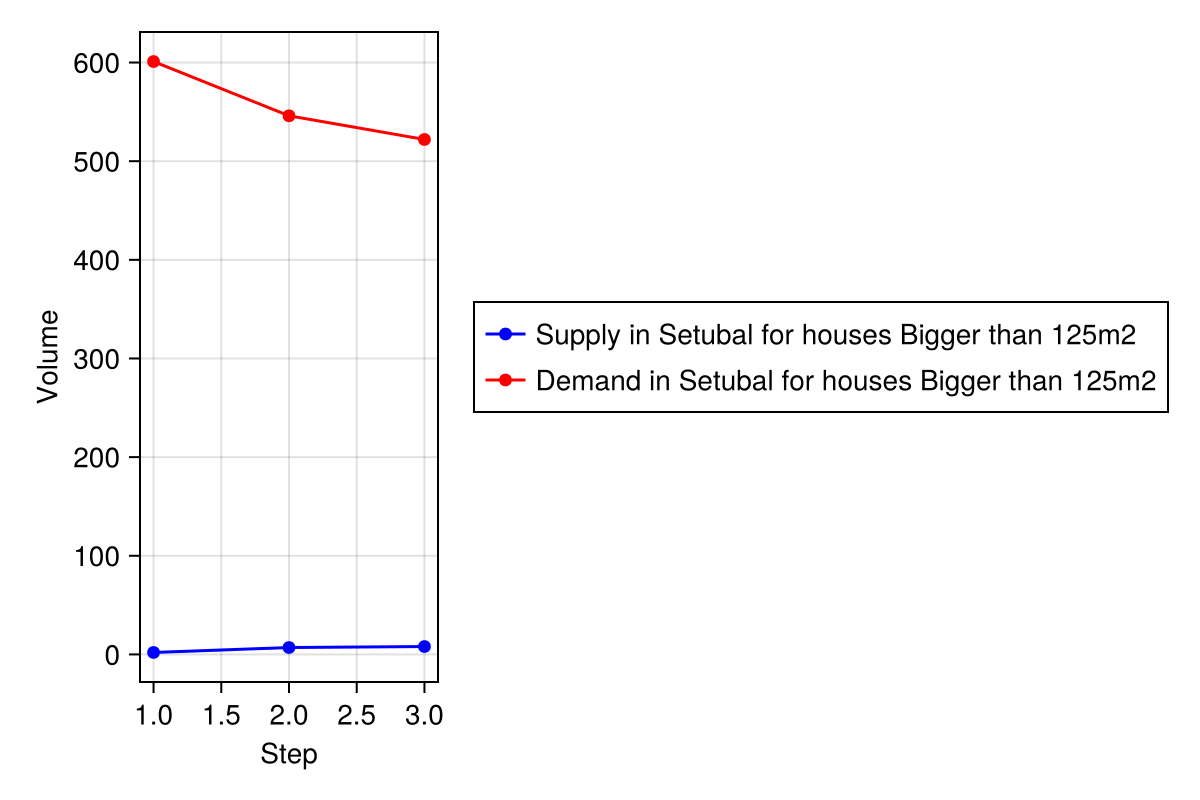 600
500
400
300
200
100
0
Volume
1.0 1.5 2.0 2.5 3.0
Step
Supply in Setubal for houses Bigger than 125m2
Demand in Setubal for houses Bigger than 125m2